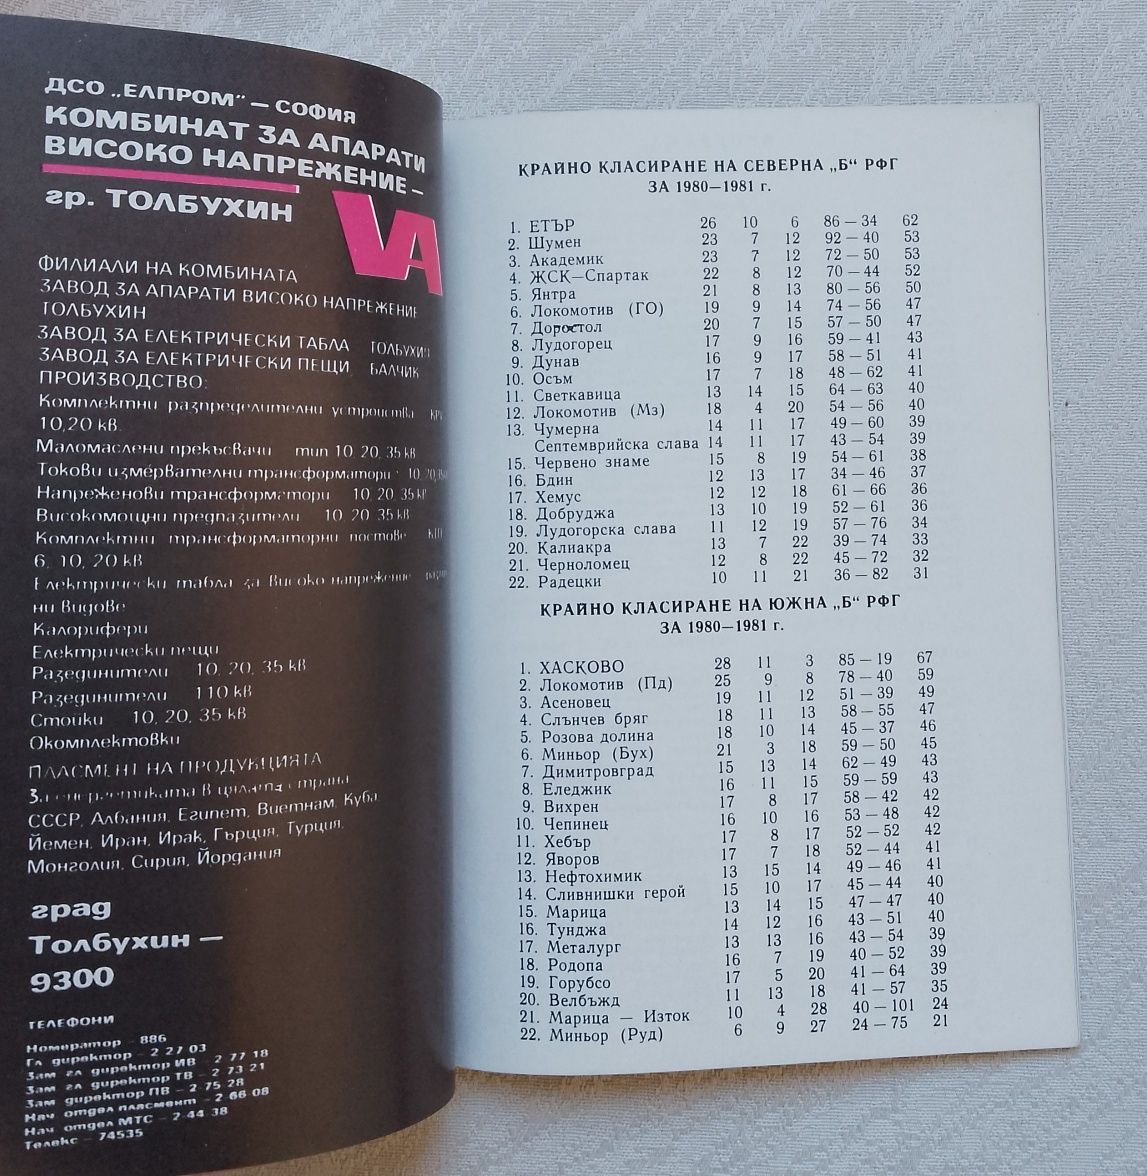 ДСО „ЕЛПРОМ" — СОФИЯ
КОМБИНАТ ЗА АПАРАТИ
ВИСОКО НАПРЕЖЕНИЕ —
гр. ТОЛБУХИН
VA
ФИЛИАЛИ НА КОМБИНАТА
ЗАВОД ЗА АПАРАТИ ВИСОКО НАПРЕЖЕНИЕ
ТОЛБУХИН
ЗАВОД ЗА ЕЛЕКТРИЧЕСКИ ТАБЛА ТОЛБУХИН
ЗАВОД ЗА ЕЛЕКТРИЧЕСКИ ПЕЩИ БАЛЧИК
ПРОИЗВОДСТВО:
Комплектни разпределителни устройства
10,20 кв.
Маломаслени прекъсвачи тип 10, 20, 35 кв
Токови измервателни трансформатори 10, 20, 35
Напреженови трансформатори 10, 20, 35 кв
Високомощни предпазители 10, 20 35 кв
Комплектни трансформаторни постове
6, 10, 20 кв
Електрически табла за високо напрежение
ни видове
Калорифери
Електрически пещи
Разединители 10, 20, 35 кв
Разединители 110 кв
Стойки 10, 20, 35 кв
Окомплектовки
ПЛАСМЕНТ НА ПРОДУКЦИЯТА
За енергетиката в цялата страна
СССР, Албания, Египет, Виетнам, Куба,
Йемен, Иран, Ирак, Гърция, Турция,
Монголия, Сирия, Йордания
град
Толбухин —
9300
ТЕЛЕФОНИ
Номератор – 886
Гл директор – 2 27 03
Зам. гл директор ИВ – 2 77 18
Зам гл директор ТВ – 2 73 21
Зам директор ПВ – 2 75 28
Нач отдел пласмент – 2-66-08
Нач отдел МТС – 2-44-38
Телекс – 74535
КРАЙНО КЛАСИРАНЕ НА СЕВЕРНА „Б“ РФГ
ЗА 1980—1981 г.
1. ЕТЪР 26 10 6 86 — 34 62
2. Шумен 23 7 12 92 — 40 53
3. Академик 23 7 12 72 — 50 53
4. ЖСК—Спартак 22 8 12 70 — 44 52
5. Янтра 21 8 13 80 — 56 50
6. Локомотив (ГО) 19 9 14 74 — 56 47
7. Доростол 20 7 15 57 — 50 47
8. Лудогорец 17 9 16 59 — 41 43
9. Дунав 16 9 17 58 — 51 41
10. Осъм 17 7 18 48 — 62 41
11. Светкавица 13 14 15 64 — 63 40
12. Локомотив (Мз) 18 4 20 54 — 56 40
13. Чумерна 14 11 17 49 — 60 39
Септемврийска слава 14 11 17 43 — 54 39
15. Червено знаме 15 8 19 54 — 61 38
16. Бдин 12 13 17 34 — 46 37
17. Хемус 12 12 18 61 — 66 36
18. Добруджа 13 10 19 52 — 61 36
19. Лудогорска слава 11 12 19 57 — 76 34
20. Калиакра 13 7 22 39 — 74 33
21. Черноломец 12 8 22 45 — 72 32
22. Радецки 10 11 21 36 — 82 31
КРАЙНО КЛАСИРАНЕ НА ЮЖНА „Б“ РФГ
ЗА 1980—1981 г.
1. ХАСКОВО 28 11 3 85 — 19 67
2. Локомотив (Пд) 25 9 8 78 — 40 59
3. Асеновец 19 11 12 51 — 39 49
4. Слънчев бряг 18 11 13 58 — 55 47
5. Розова долина 18 10 14 45 — 37 46
6. Миньор (Бух) 21 3 18 59 — 50 45
7. Димитровград 15 13 14 62 — 49 43
8. Еледжик 16 11 15 59 — 59 43
9. Вихрен 17 8 17 58 — 42 42
10. Чепинец 16 10 16 53 — 48 42
11. Хебър 17 8 17 52 — 52 42
12. Яворов 17 7 18 52 — 44 41
13. Нефтохимик 13 15 14 49 — 46 41
14. Сливнишки герой 15 10 17 45 — 44 40
15. Марица 13 14 15 47 — 47 40
16. Тунджа 14 12 16 43 — 51 40
17. Металург 13 13 16 43 — 54 39
18. Родопа 16 7 19 40 — 52 39
19. Горубсо 17 5 20 41 — 64 39
20. Велбъжд 11 13 18 41 — 57 35
21. Марица — Изток 10 4 28 40 — 101 24
22. Миньор (Руд) 6 9 27 24 — 75 21